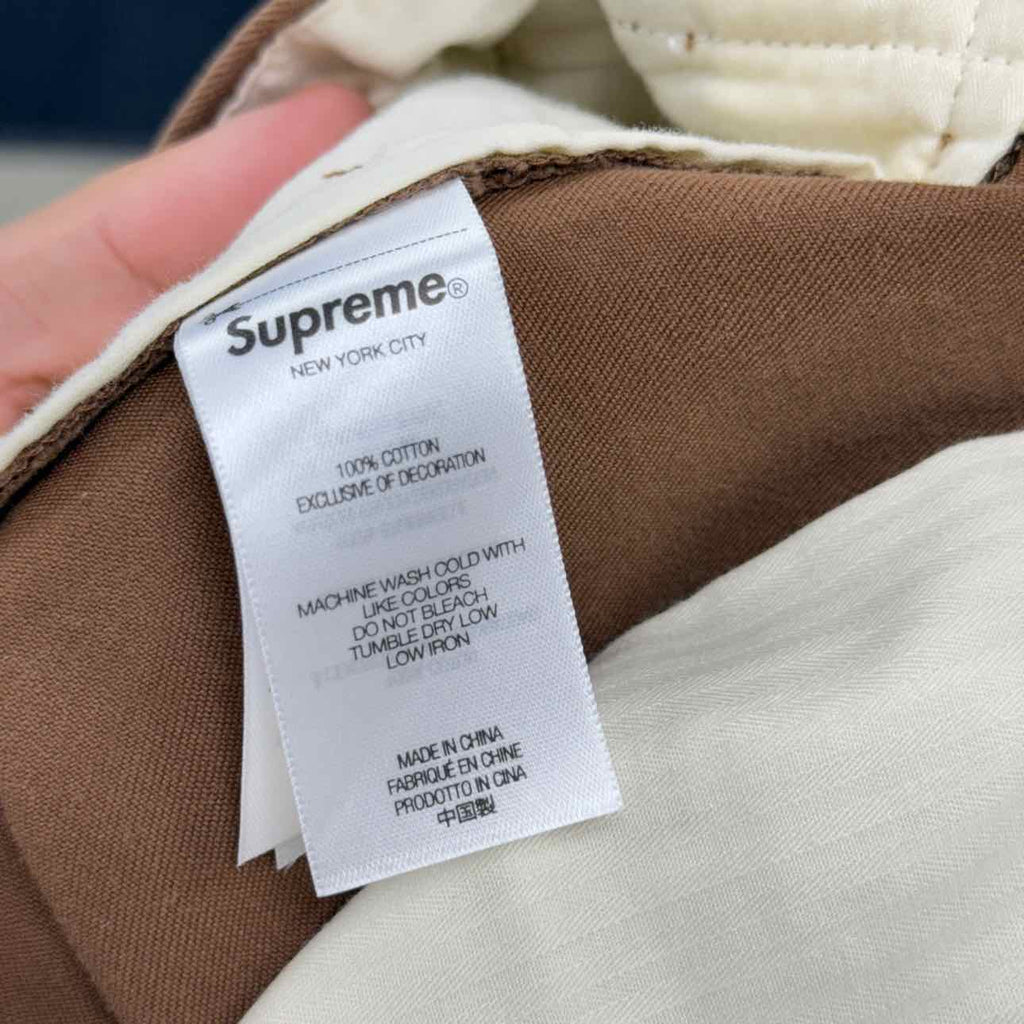 Supreme®
NEW YORK CITY
100% COTTON
EXCLUSIVE OF DECORATION
MACHINE WASH COLD WITH
LIKE COLORS
DO NOT BLEACH
TUMBLE DRY LOW
LOW IRON
MADE IN CHINA
FABRIQUÉ EN CHINE
PRODOTTO IN CINA
中国製